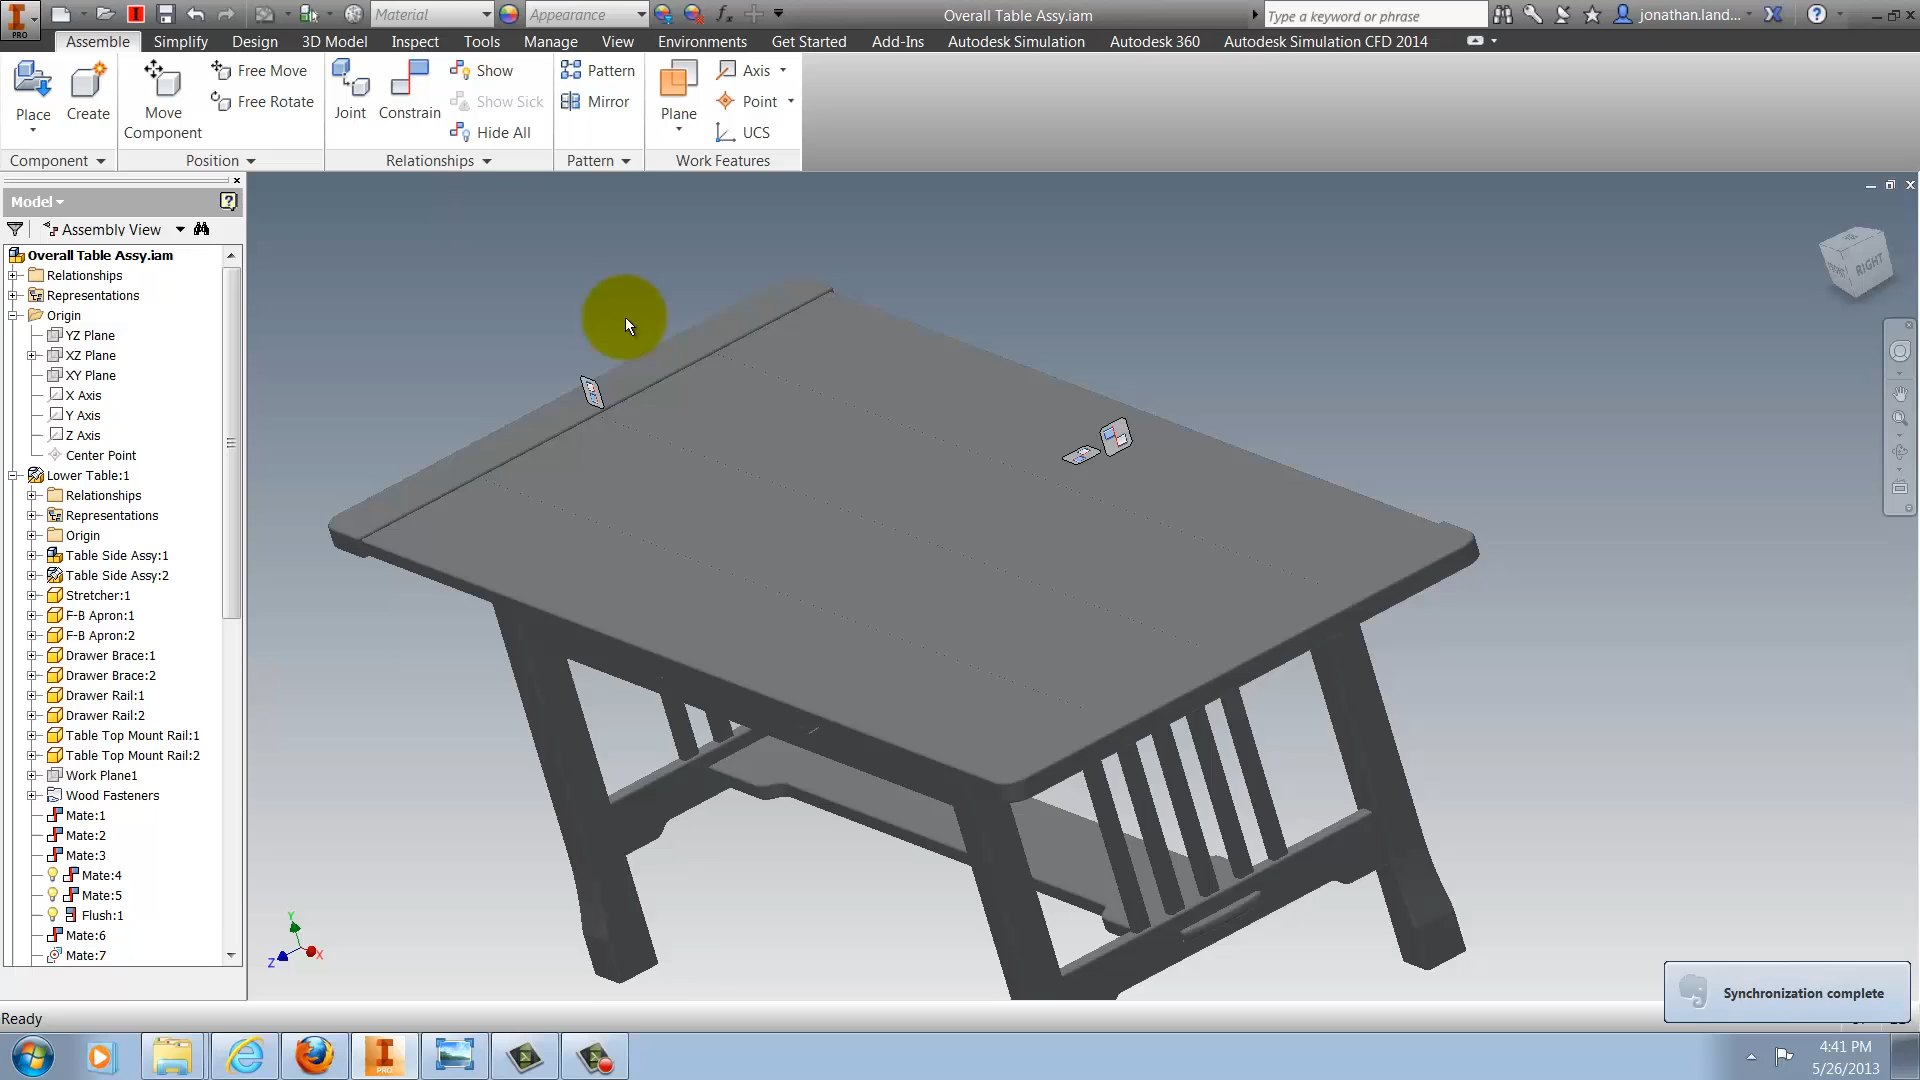 Material
Appearance
Overall Table Assy.iam
Type a keyword or phrase
jonathan.land...
PRO
Assemble Simplify Design 3D Model Inspect Tools Manage View Environments Get Started Add-Ins Autodesk Simulation Autodesk 360 Autodesk Simulation CFD 2014
Place Create Move Component Free Move Free Rotate Joint Constrain Show Show Sick Hide All Pattern Mirror Plane Axis Point UCS
Component Position Relationships Pattern Work Features
Model
Assembly View
Overall Table Assy.iam
Relationships
Representations
Origin
YZ Plane
XZ Plane
XY Plane
X Axis
Y Axis
Z Axis
Center Point
Lower Table:1
Relationships
Representations
Origin
Table Side Assy:1
Table Side Assy:2
Stretcher:1
F-B Apron:1
F-B Apron:2
Drawer Brace:1
Drawer Brace:2
Drawer Rail:1
Drawer Rail:2
Table Top Mount Rail:1
Table Top Mount Rail:2
Work Plane1
Wood Fasteners
Mate:1
Mate:2
Mate:3
Mate:4
Mate:5
Flush:1
Mate:6
Mate:7
RIGHT
Y
Z X
Synchronization complete
Ready
PRO
4:41 PM
5/26/2013